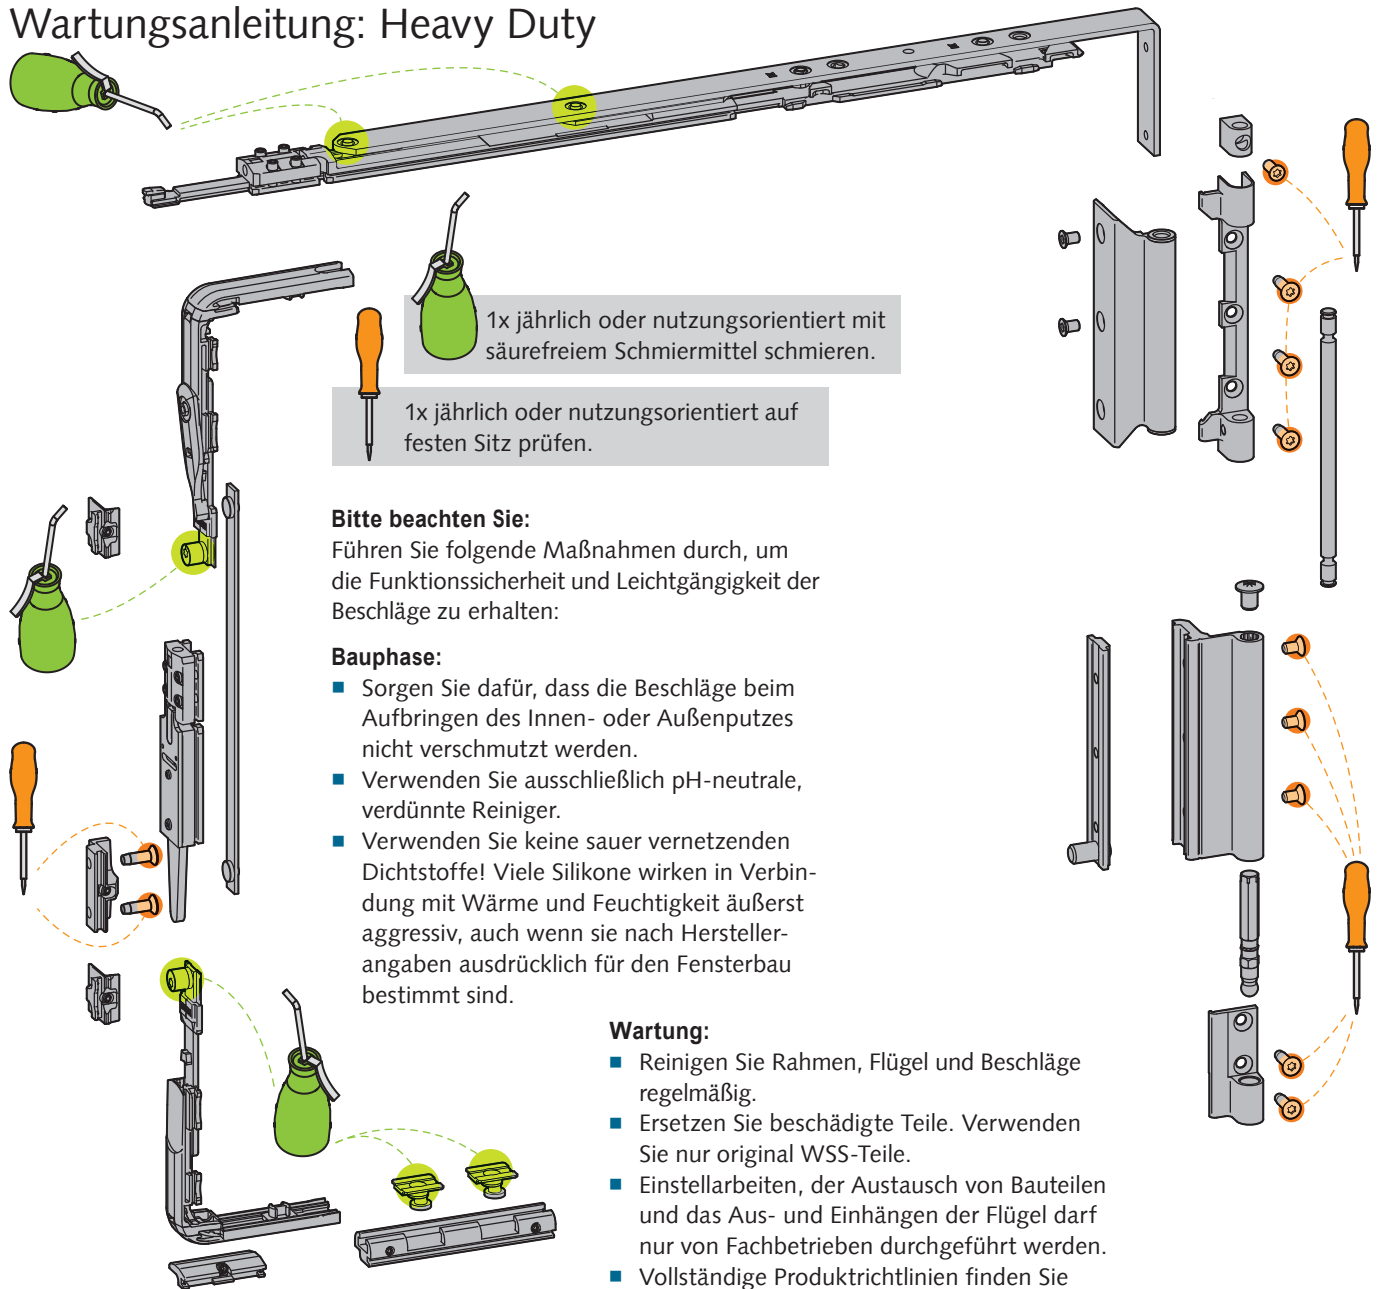 Wartungsanleitung: Heavy Duty
1x jährlich oder nutzungsorientiert mit
säurefreiem Schmiermittel schmieren.
1x jährlich oder nutzungsorientiert auf
festen Sitz prüfen.
Bitte beachten Sie:
Führen Sie folgende Maßnahmen durch, um
die Funktionssicherheit und Leichtgängigkeit der
Beschläge zu erhalten:
Bauphase:
■ Sorgen Sie dafür, dass die Beschläge beim
Aufbringen des Innen- oder Außenputzes
nicht verschmutzt werden.
■ Verwenden Sie ausschließlich pH-neutrale,
verdünnte Reiniger.
■ Verwenden Sie keine sauer vernetzenden
Dichtstoffe! Viele Silikone wirken in Verbin-
dung mit Wärme und Feuchtigkeit äußerst
aggressiv, auch wenn sie nach Hersteller-
angaben ausdrücklich für den Fensterbau
bestimmt sind.
Wartung:
■ Reinigen Sie Rahmen, Flügel und Beschläge
regelmäßig.
■ Ersetzen Sie beschädigte Teile. Verwenden
Sie nur original WSS-Teile.
■ Einstellarbeiten, der Austausch von Bauteilen
und das Aus- und Einhängen der Flügel darf
nur von Fachbetrieben durchgeführt werden.
■ Vollständige Produktrichtlinien finden Sie